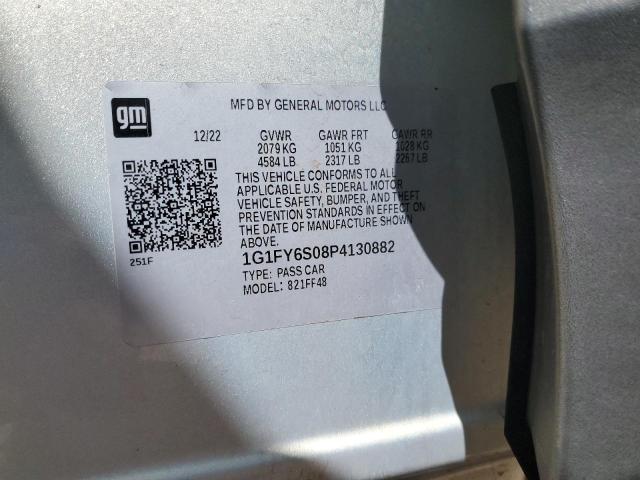 gm
MFD BY GENERAL MOTORS LLC
12/22 GVWR GAWR FRT GAWR RR
2079 KG 1051 KG 1028 KG
4584 LB 2317 LB 2267 LB
THIS VEHICLE CONFORMS TO ALL
APPLICABLE U.S. FEDERAL MOTOR
VEHICLE SAFETY, BUMPER, AND THEFT
PREVENTION STANDARDS IN EFFECT ON
THE DATE OF MANUFACTURE SHOWN
ABOVE.
251F
1G1FY6S08P4130882
TYPE: PASS CAR
MODEL: 821FF48